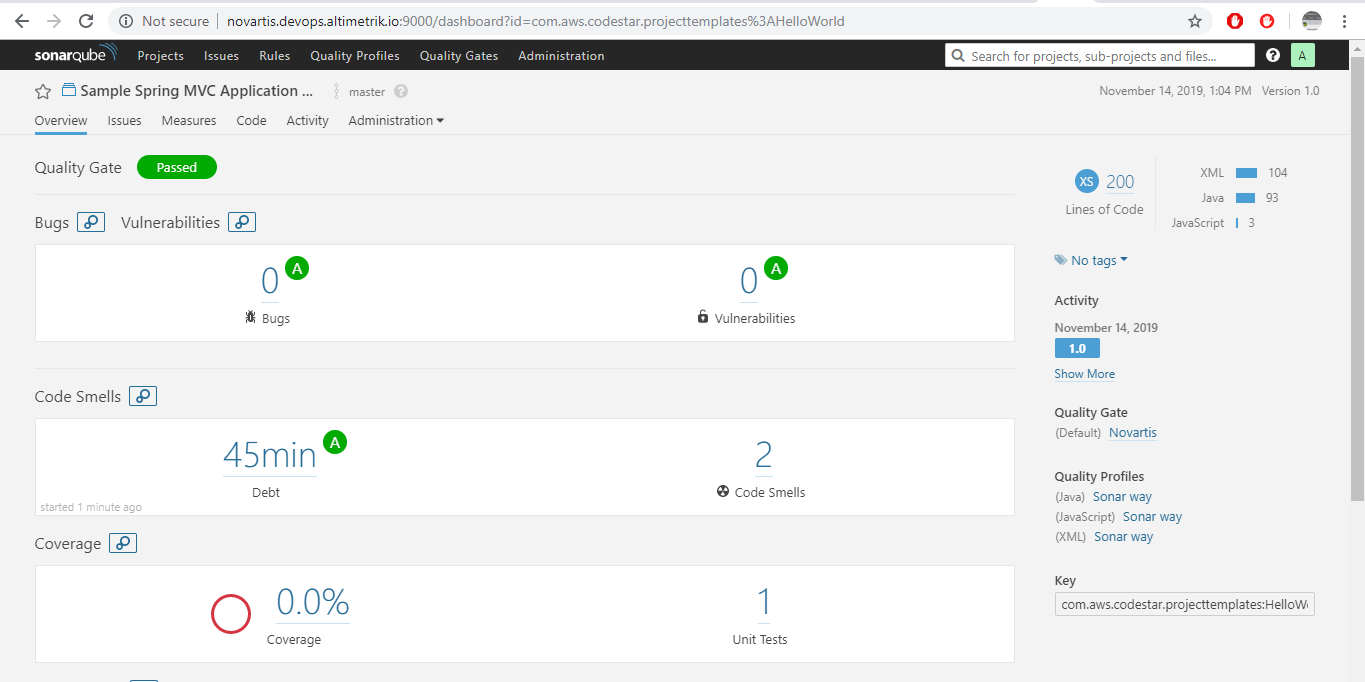 Not secure | novartis.devops.altimetrik.io:9000/dashboard?id=com.aws.codestar.projecttemplates%3AHelloWorld
sonarqube Projects Issues Rules Quality Profiles Quality Gates Administration Search for projects, sub-projects and files... ? A
Sample Spring MVC Application ... master ? November 14, 2019, 1:04 PM Version 1.0
Overview Issues Measures Code Activity Administration
Quality Gate Passed
Bugs Vulnerabilities
0 A 0 A
Bugs Vulnerabilities
Code Smells
45min A 2
Debt Code Smells
started 1 minute ago
Coverage
0.0% 1
Coverage Unit Tests
XS 200
Lines of Code
XML 104
Java 93
JavaScript 3
No tags
Activity
November 14, 2019
1.0
Show More
Quality Gate
(Default) Novartis
Quality Profiles
(Java) Sonar way
(JavaScript) Sonar way
(XML) Sonar way
Key
com.aws.codestar.projecttemplates:HelloWo